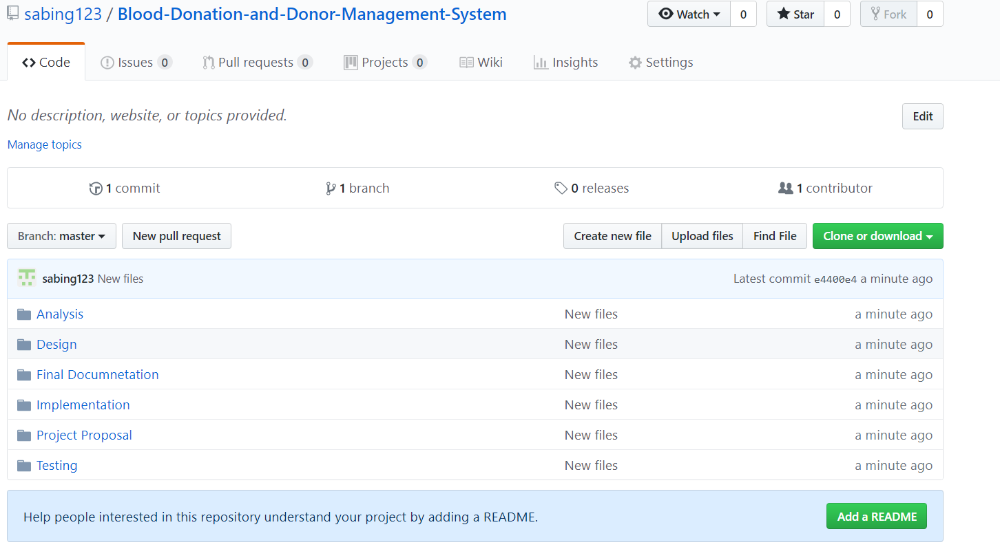 sabing123 / Blood-Donation-and-Donor-Management-System Watch 0 Star 0 Fork 0
Code Issues 0 Pull requests 0 Projects 0 Wiki Insights Settings
No description, website, or topics provided. Edit
Manage topics
1 commit 1 branch 0 releases 1 contributor
Branch: master New pull request Create new file Upload files Find File Clone or download
sabing123 New files Latest commit e4400e4 a minute ago
Analysis New files a minute ago
Design New files a minute ago
Final Documnetation New files a minute ago
Implementation New files a minute ago
Project Proposal New files a minute ago
Testing New files a minute ago
Help people interested in this repository understand your project by adding a README. Add a README